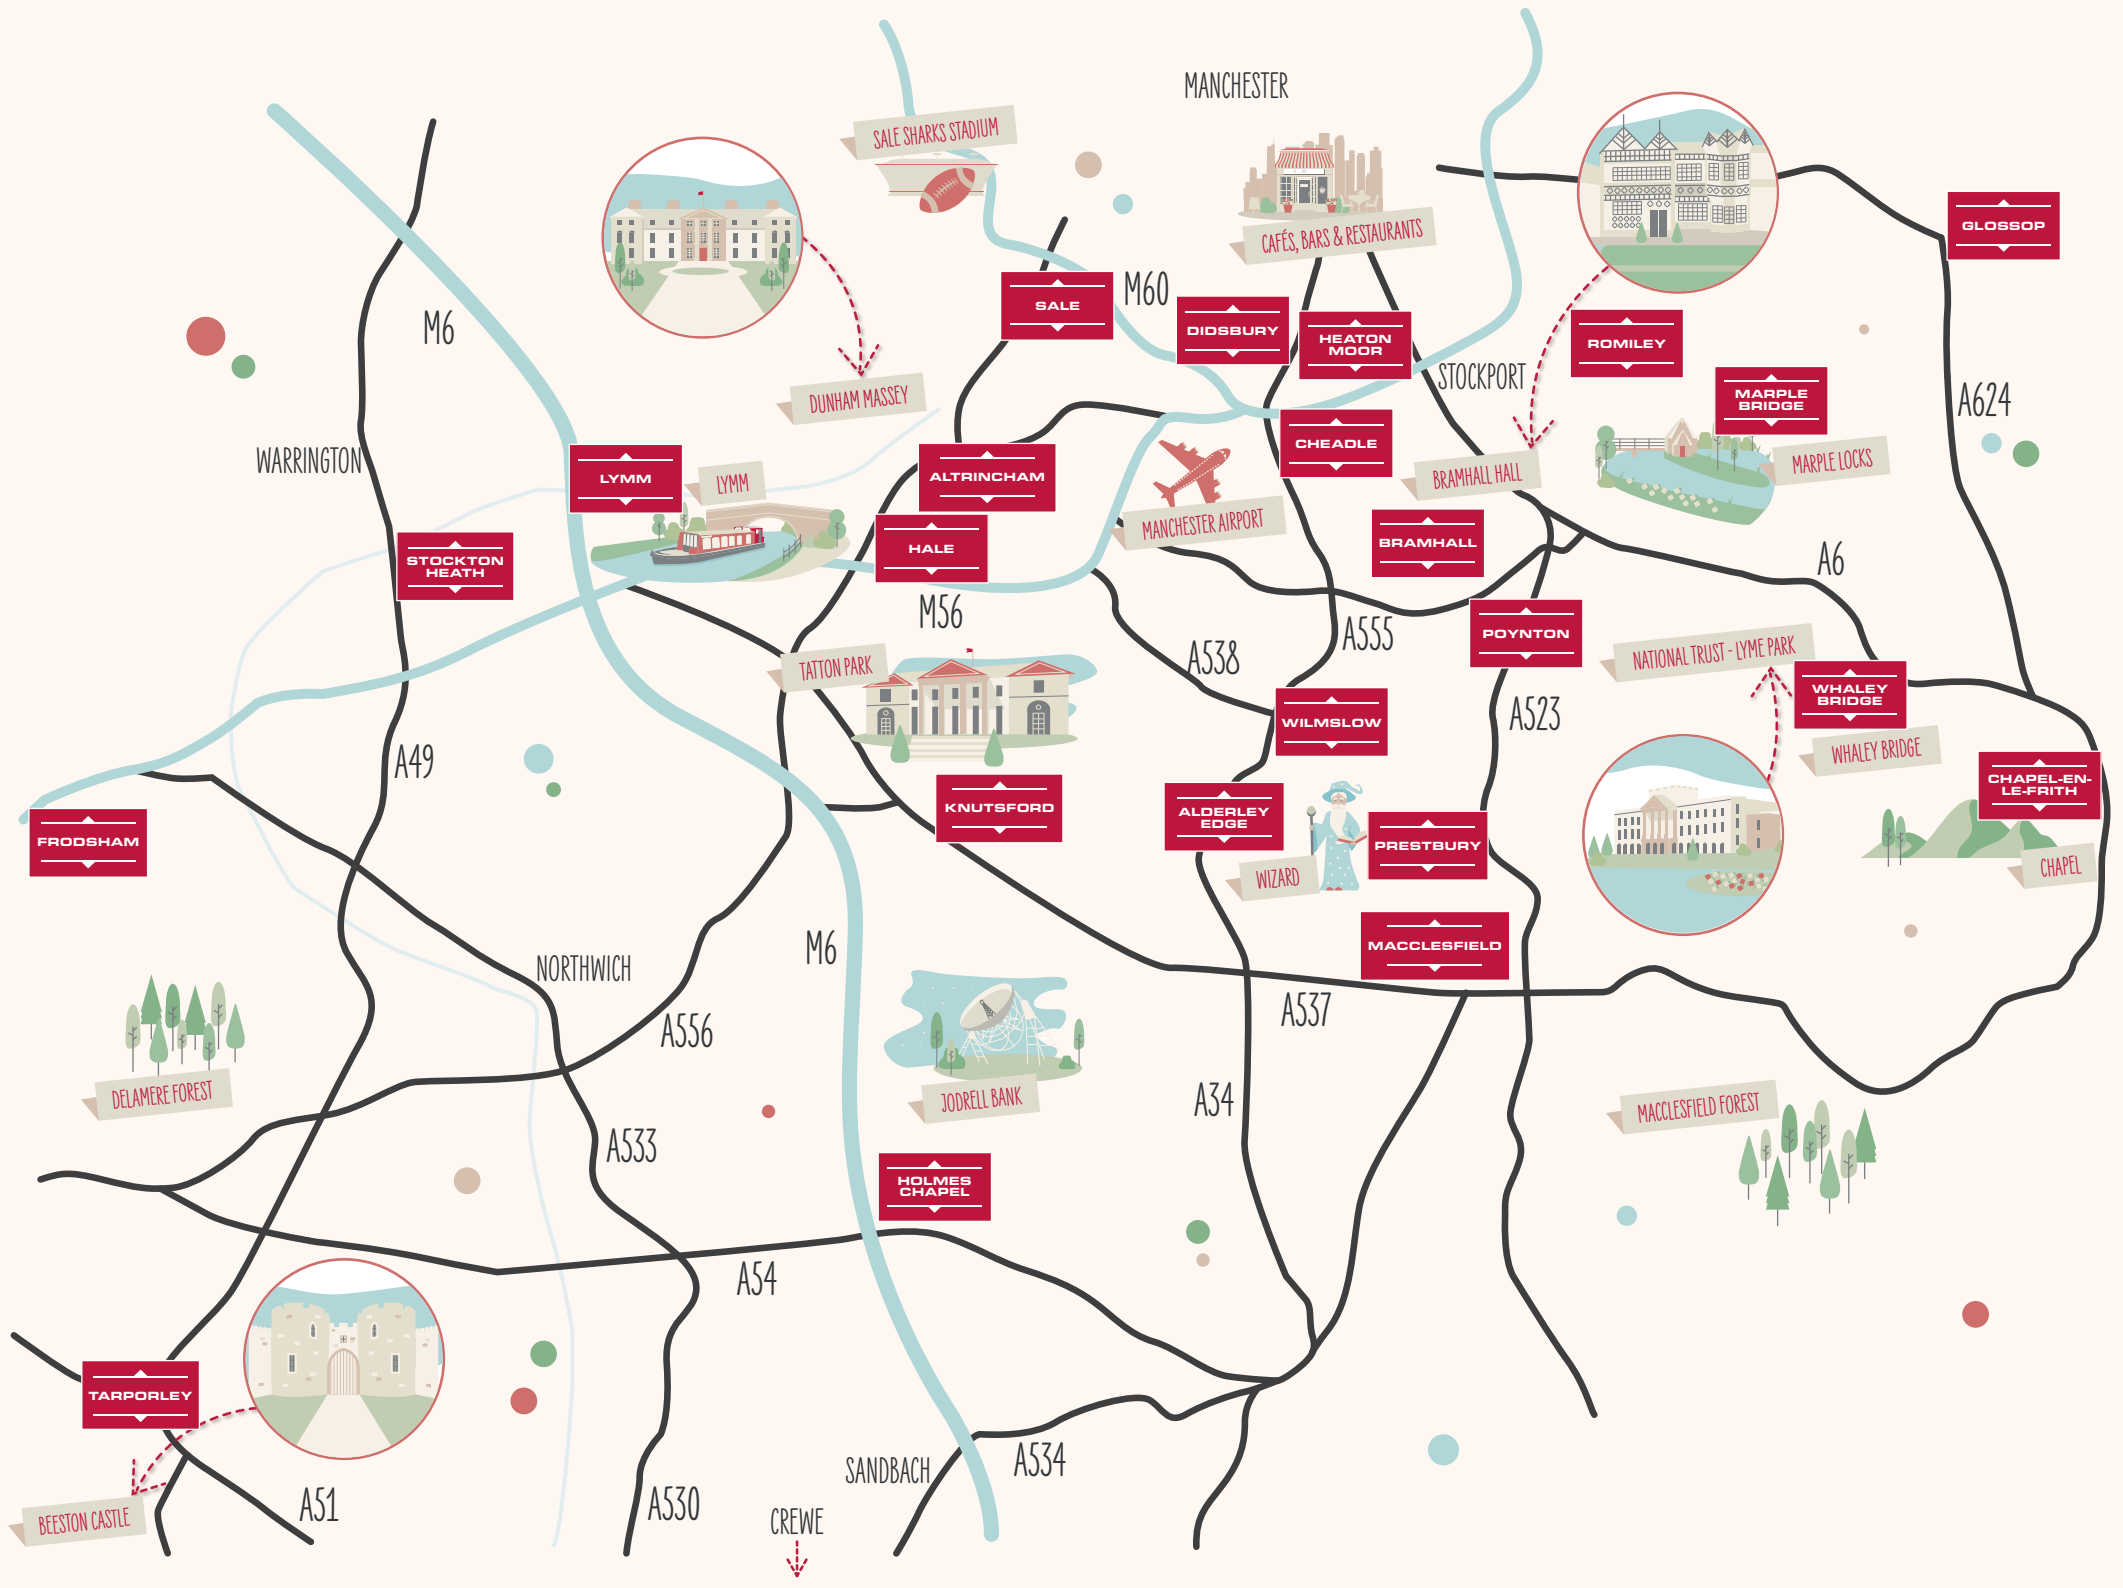 MANCHESTER
SALE SHARKS STADIUM
CAFÉS, BARS & RESTAURANTS
GLOSSOP
M60
SALE
DIDSBURY
HEATON
MOOR
ROMILEY
M6
STOCKPORT
DUNHAM MASSEY
MARPLE
BRIDGE
A624
CHEADLE
WARRINGTON
LYMM
LYMM
ALTRINCHAM
BRAMHALL HALL
MARPLE LOCKS
MANCHESTER AIRPORT
HALE
BRAMHALL
STOCKTON
HEATH
A6
M56
A555
POYNTON
A538
NATIONAL TRUST - LYME PARK
TATTON PARK
WHALEY
BRIDGE
A523
WILMSLOW
WHALEY BRIDGE
A49
CHAPEL-EN-
LE-FRITH
KNUTSFORD
ALDERLEY
EDGE
FRODSHAM
PRESTBURY
WIZARD
CHAPEL
M6
MACCLESFIELD
NORTHWICH
A537
A556
DELAMERE FOREST
JODRELL BANK
A34
MACCLESFIELD FOREST
A533
HOLMES
CHAPEL
A54
TARPORLEY
SANDBACH
A534
A51
A530
BEESTON CASTLE
CREWE